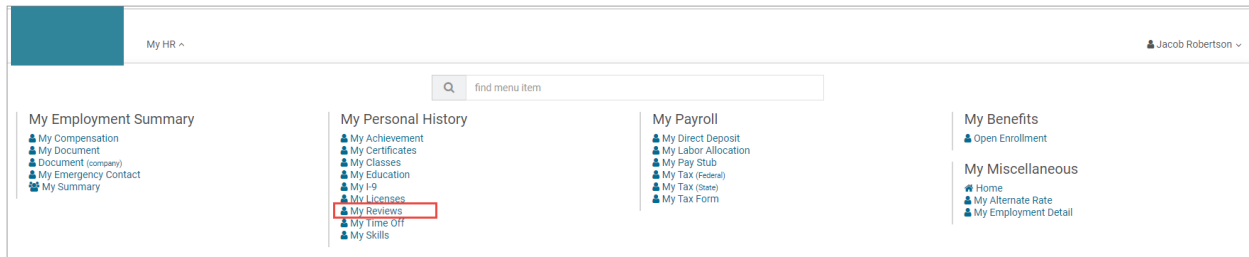 My HR
Jacob Robertson
find menu item
My Employment Summary
My Compensation
My Document
Document (company)
My Emergency Contact
My Summary
My Personal History
My Achievement
My Certificates
My Classes
My Education
My I-9
My Licenses
My Reviews
My Time Off
My Skills
My Payroll
My Direct Deposit
My Labor Allocation
My Pay Stub
My Tax (Federal)
My Tax (State)
My Tax Form
My Benefits
Open Enrollment
My Miscellaneous
Home
My Alternate Rate
My Employment Detail